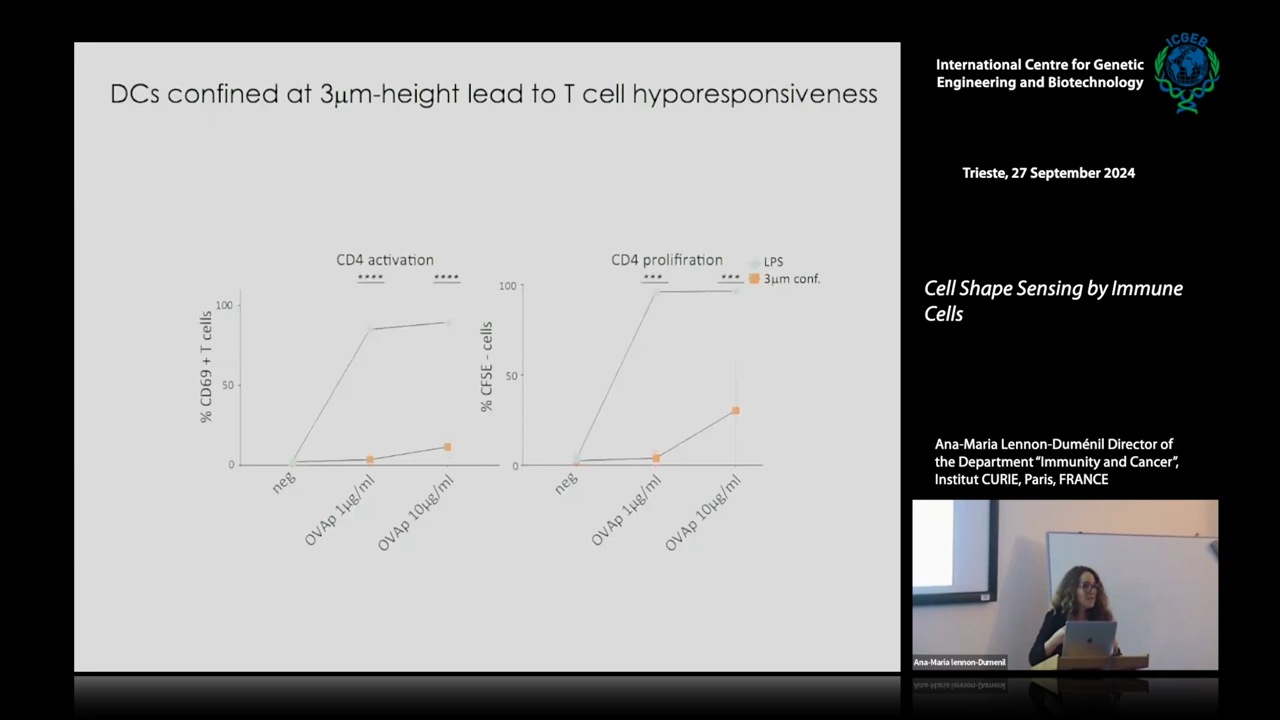 DCs confined at 3μm-height lead to T cell hyporesponsiveness
CD4 activation
****
****
% CD69 + T cells
100
50
0
neg
OVAp 1μg/ml
OVAp 10μg/ml
CD4 prolifiration
***
***
LPS
3μm conf.
% CFSE - cells
100
50
0
neg
OVAp 1μg/ml
OVAp 10μg/ml
International Centre for Genetic
Engineering and Biotechnology
ICGEB
Trieste, 27 September 2024
Cell Shape Sensing by Immune
Cells
Ana-Maria Lennon-Duménil Director of
the Department “Immunity and Cancer”,
Institut CURIE, Paris, FRANCE
Ana-Maria lennon-Dumenil